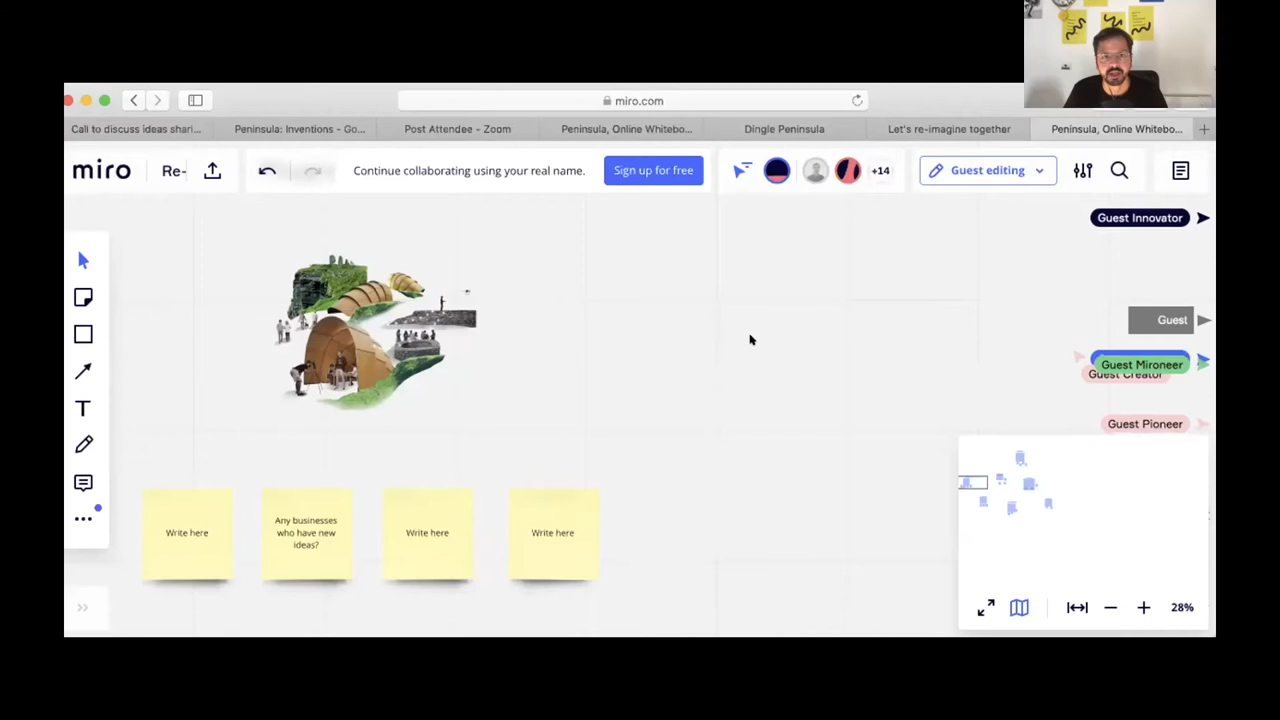 miro.com
Call to discuss ideas shari...
Peninsula: Inventions - Go...
Post Attendee - Zoom
Peninsula, Online Whitebo...
Dingle Peninsula
Let's re-imagine together
Peninsula, Online Whitebo...
miro
Re-
Continue collaborating using your real name.
Sign up for free
+14
Guest editing
Guest Innovator
Guest
Guest Mironeer
Guest Creator
Guest Pioneer
Write here
Any businesses
who have new
ideas?
Write here
Write here
28%